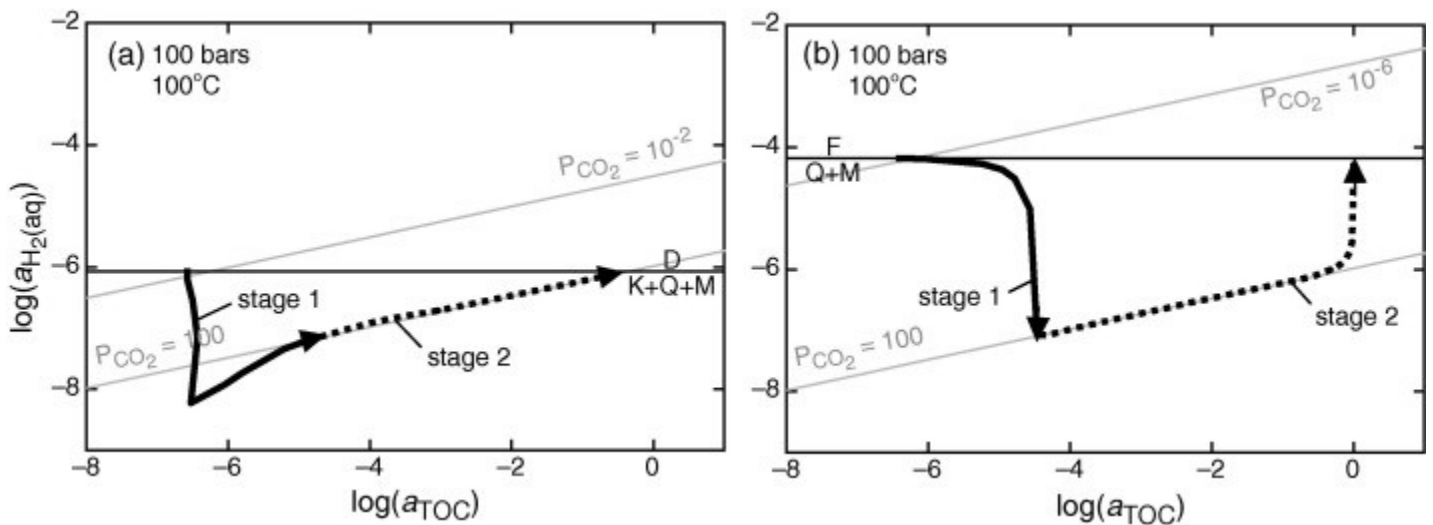 (a) 100 bars
100°C
P_CO₂ = 10⁻²
D
K+Q+M
stage 1
P_CO₂ = 100
stage 2
−2
−4
−6
−8
−8
−6
−4
−2
0
log(a_H₂(aq))
log(a_TOC)
(b) 100 bars
100°C
P_CO₂ = 10⁻⁶
F
Q+M
stage 1
stage 2
P_CO₂ = 100
−2
−4
−6
−8
−8
−6
−4
−2
0
log(a_TOC)